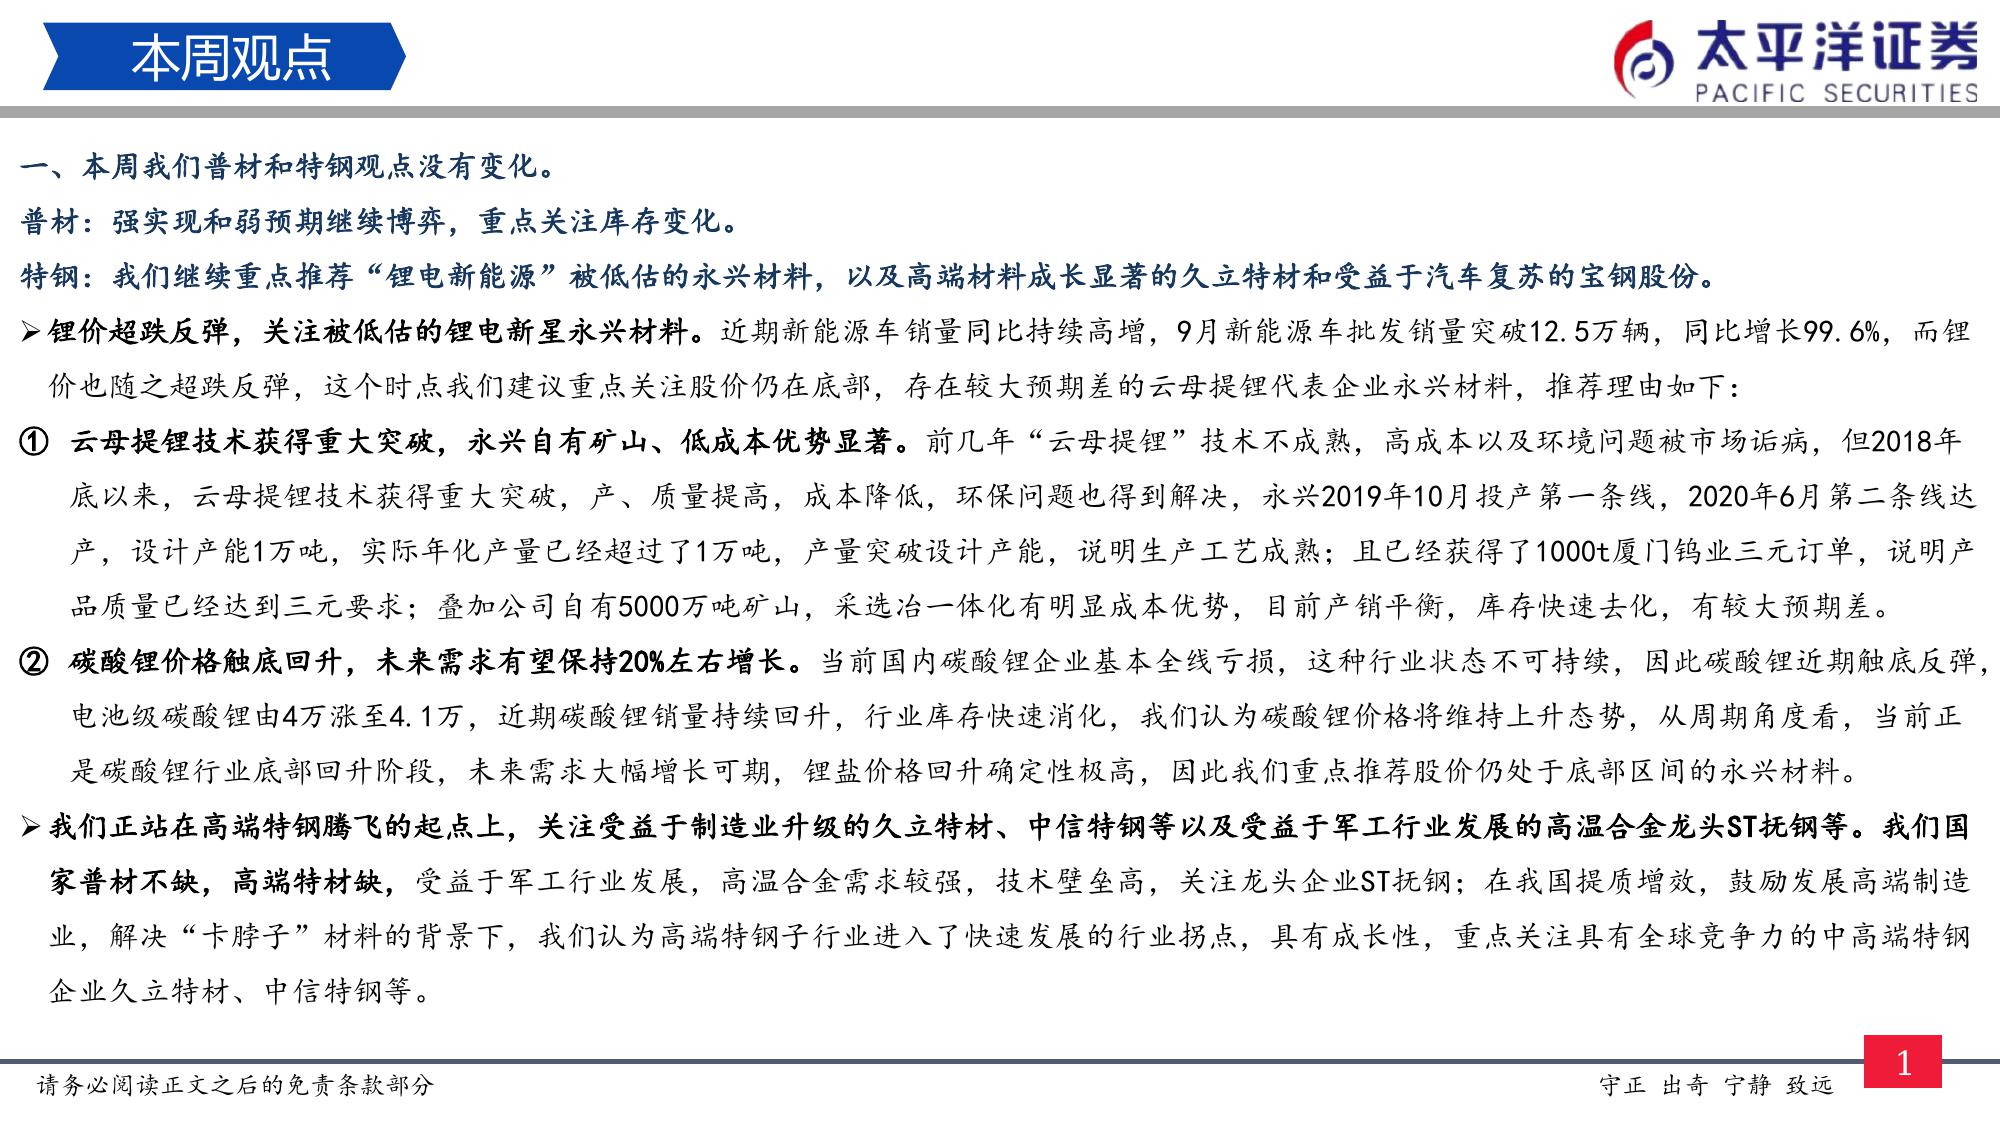 本周观点
太平洋证券
PACIFIC SECURITIES
一、本周我们普材和特钢观点没有变化。
普材：强实现和弱预期继续博弈，重点关注库存变化。
特钢：我们继续重点推荐“锂电新能源”被低估的永兴材料，以及高端材料成长显著的久立特材和受益于汽车复苏的宝钢股份。
➢锂价超跌反弹，关注被低估的锂电新星永兴材料。近期新能源车销量同比持续高增，9月新能源车批发销量突破12.5万辆，同比增长99.6%，而锂
价也随之超跌反弹，这个时点我们建议重点关注股价仍在底部，存在较大预期差的云母提锂代表企业永兴材料，推荐理由如下：
① 云母提锂技术获得重大突破，永兴自有矿山、低成本优势显著。前几年“云母提锂”技术不成熟，高成本以及环境问题被市场诟病，但2018年
底以来，云母提锂技术获得重大突破，产、质量提高，成本降低，环保问题也得到解决，永兴2019年10月投产第一条线，2020年6月第二条线达
产，设计产能1万吨，实际年化产量已经超过了1万吨，产量突破设计产能，说明生产工艺成熟；且已经获得了1000t厦门钨业三元订单，说明产
品质量已经达到三元要求；叠加公司自有5000万吨矿山，采选冶一体化有明显成本优势，目前产销平衡，库存快速去化，有较大预期差。
② 碳酸锂价格触底回升，未来需求有望保持20%左右增长。当前国内碳酸锂企业基本全线亏损，这种行业状态不可持续，因此碳酸锂近期触底反弹，
电池级碳酸锂由4万涨至4.1万，近期碳酸锂销量持续回升，行业库存快速消化，我们认为碳酸锂价格将维持上升态势，从周期角度看，当前正
是碳酸锂行业底部回升阶段，未来需求大幅增长可期，锂盐价格回升确定性极高，因此我们重点推荐股价仍处于底部区间的永兴材料。
➢我们正站在高端特钢腾飞的起点上，关注受益于制造业升级的久立特材、中信特钢等以及受益于军工行业发展的高温合金龙头ST抚钢等。我们国
家普材不缺，高端特材缺，受益于军工行业发展，高温合金需求较强，技术壁垒高，关注龙头企业ST抚钢；在我国提质增效，鼓励发展高端制造
业，解决“卡脖子”材料的背景下，我们认为高端特钢子行业进入了快速发展的行业拐点，具有成长性，重点关注具有全球竞争力的中高端特钢
企业久立特材、中信特钢等。
请务必阅读正文之后的免责条款部分
守正 出奇 宁静 致远
1